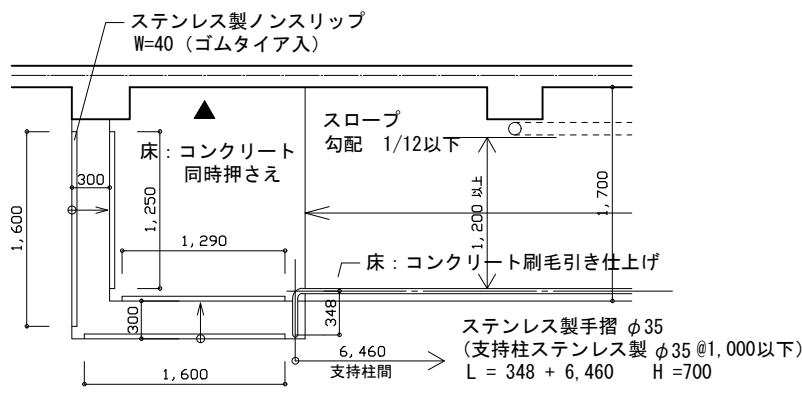 ステンレス製ノンスリップ
W=40（ゴムタイア入）
スロープ
勾配 1/12以下
床：コンクリート
同時押さえ
300
1,600
1,250
1,290
1,200 以上
1,700
床：コンクリート刷毛引き仕上げ
300
348
1,600
6,460
支持柱間
ステンレス製手摺 φ35
(支持柱ステンレス製 φ35 @1,000以下)
L = 348 + 6,460 H =700